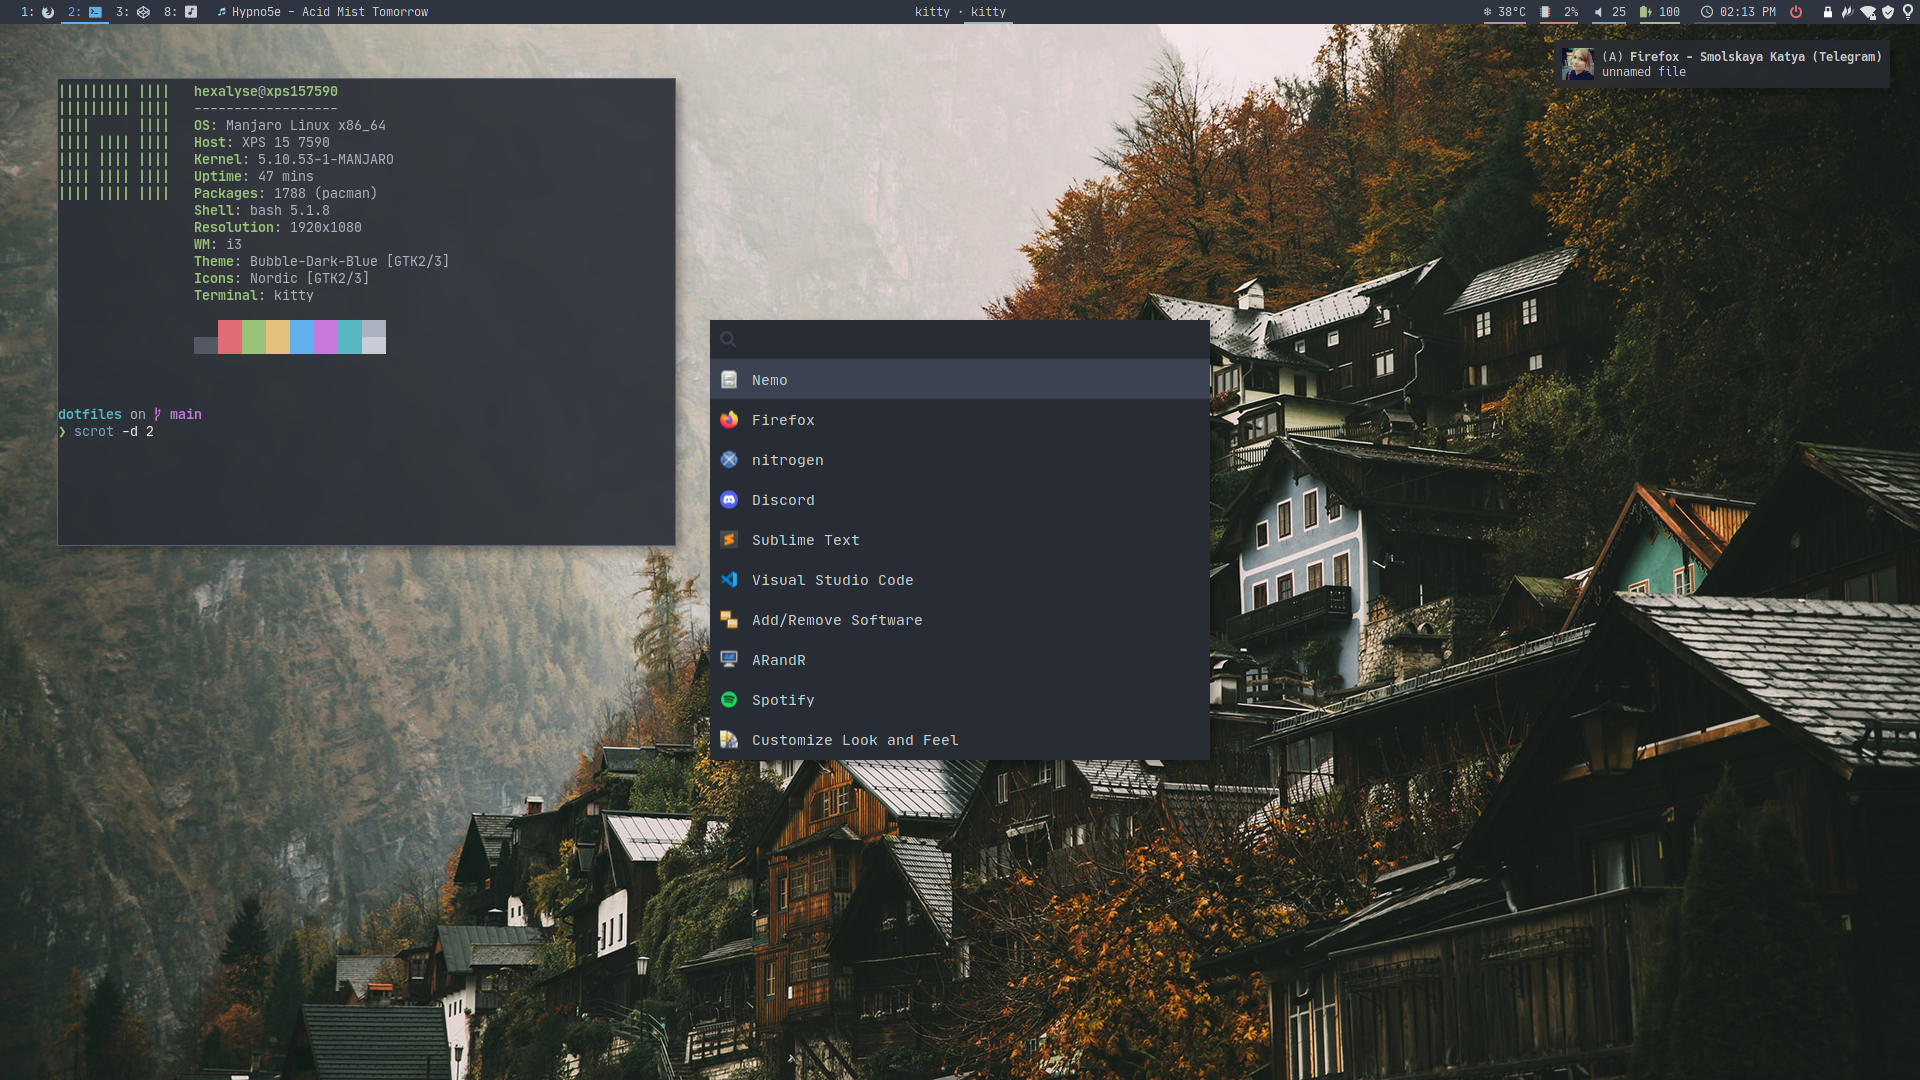 1: 2: 3: 8: Hypno5e - Acid Mist Tomorrow
kitty · kitty
38°C 2% 25 100 02:13 PM
(A) Firefox - Smolskaya Katya (Telegram)
unnamed file
hexalyse@xps157590
------------------
OS: Manjaro Linux x86_64
Host: XPS 15 7590
Kernel: 5.10.53-1-MANJARO
Uptime: 47 mins
Packages: 1788 (pacman)
Shell: bash 5.1.8
Resolution: 1920x1080
WM: i3
Theme: Bubble-Dark-Blue [GTK2/3]
Icons: Nordic [GTK2/3]
Terminal: kitty
dotfiles on main
❯ scrot -d 2
Nemo
Firefox
nitrogen
Discord
Sublime Text
Visual Studio Code
Add/Remove Software
ARandR
Spotify
Customize Look and Feel